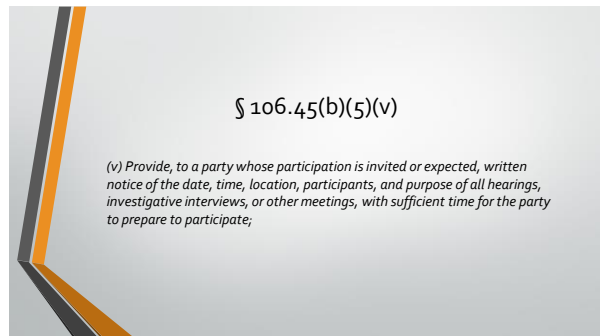 § 106.45(b)(5)(v)
(v) Provide, to a party whose participation is invited or expected, written
notice of the date, time, location, participants, and purpose of all hearings,
investigative interviews, or other meetings, with sufficient time for the party
to prepare to participate;